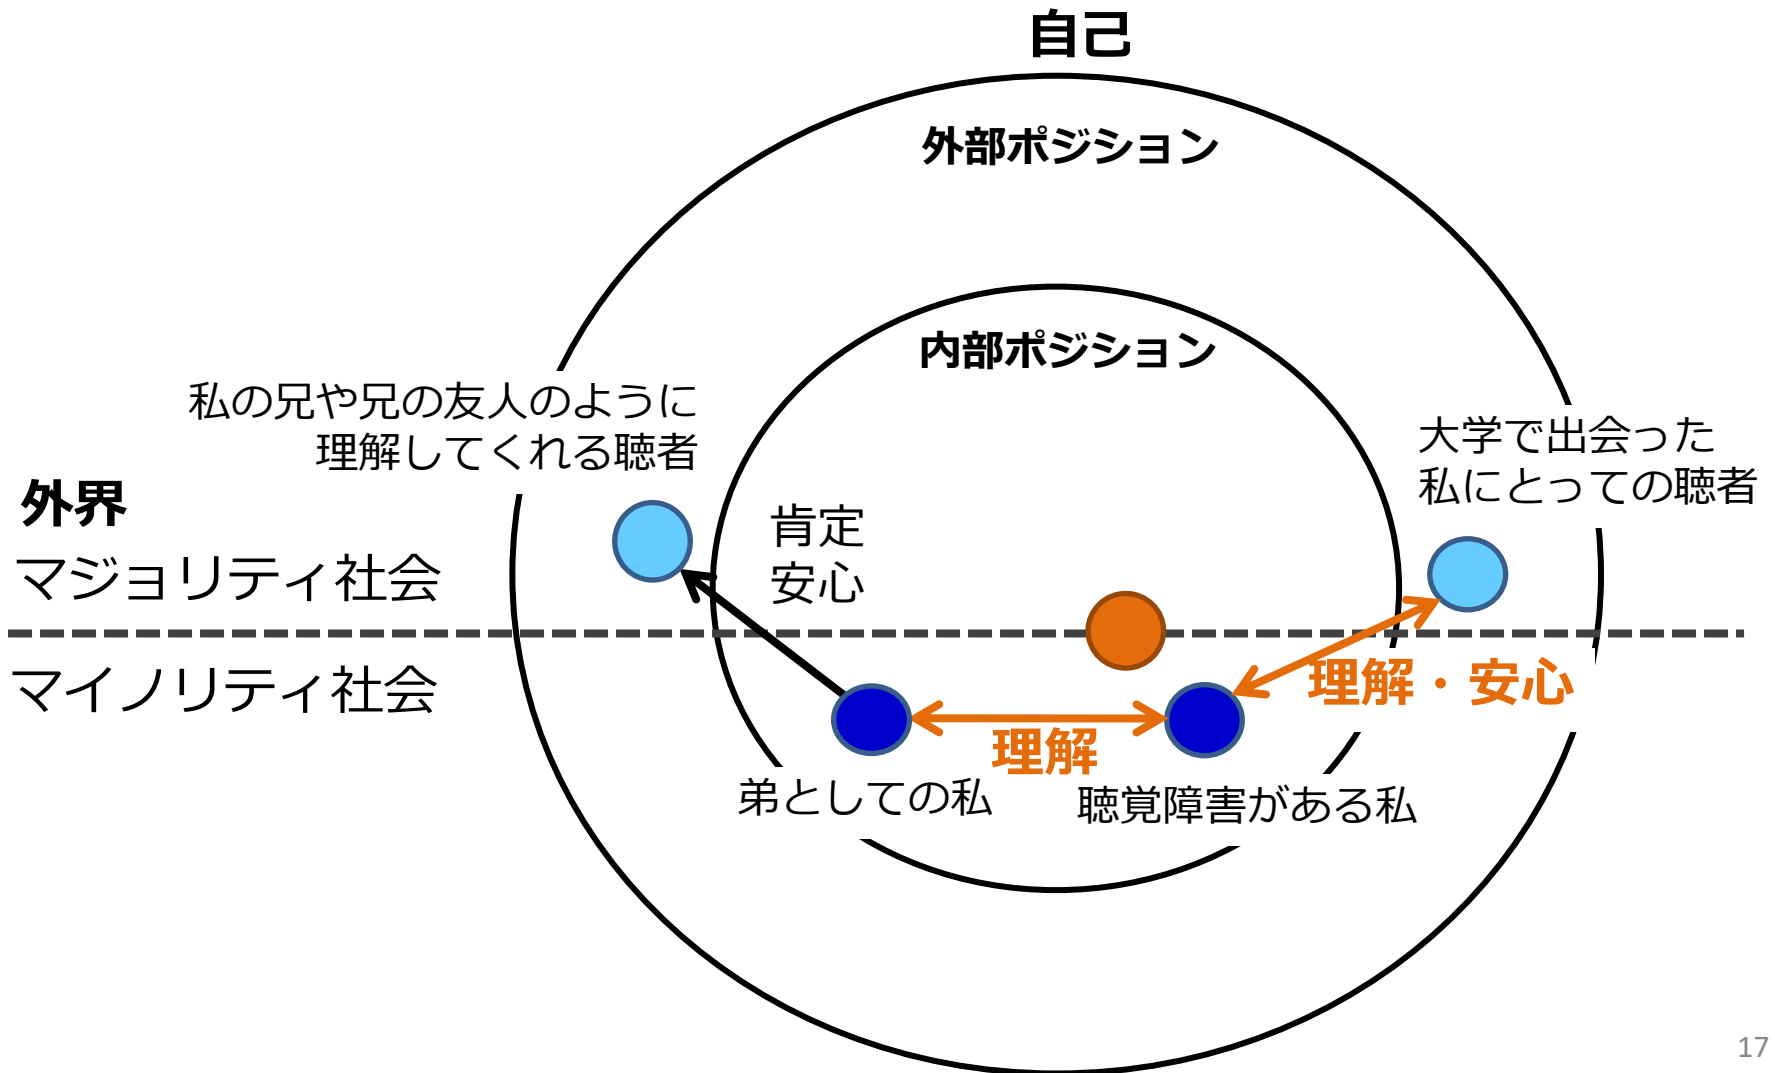 自己
外部ポジション
内部ポジション
私の兄や兄の友人のように
理解してくれる聴者
大学で出会った
私にとっての聴者
外界
マジョリティ社会
肯定
安心
マイノリティ社会
理解・安心
理解
弟としての私
聴覚障害がある私
17